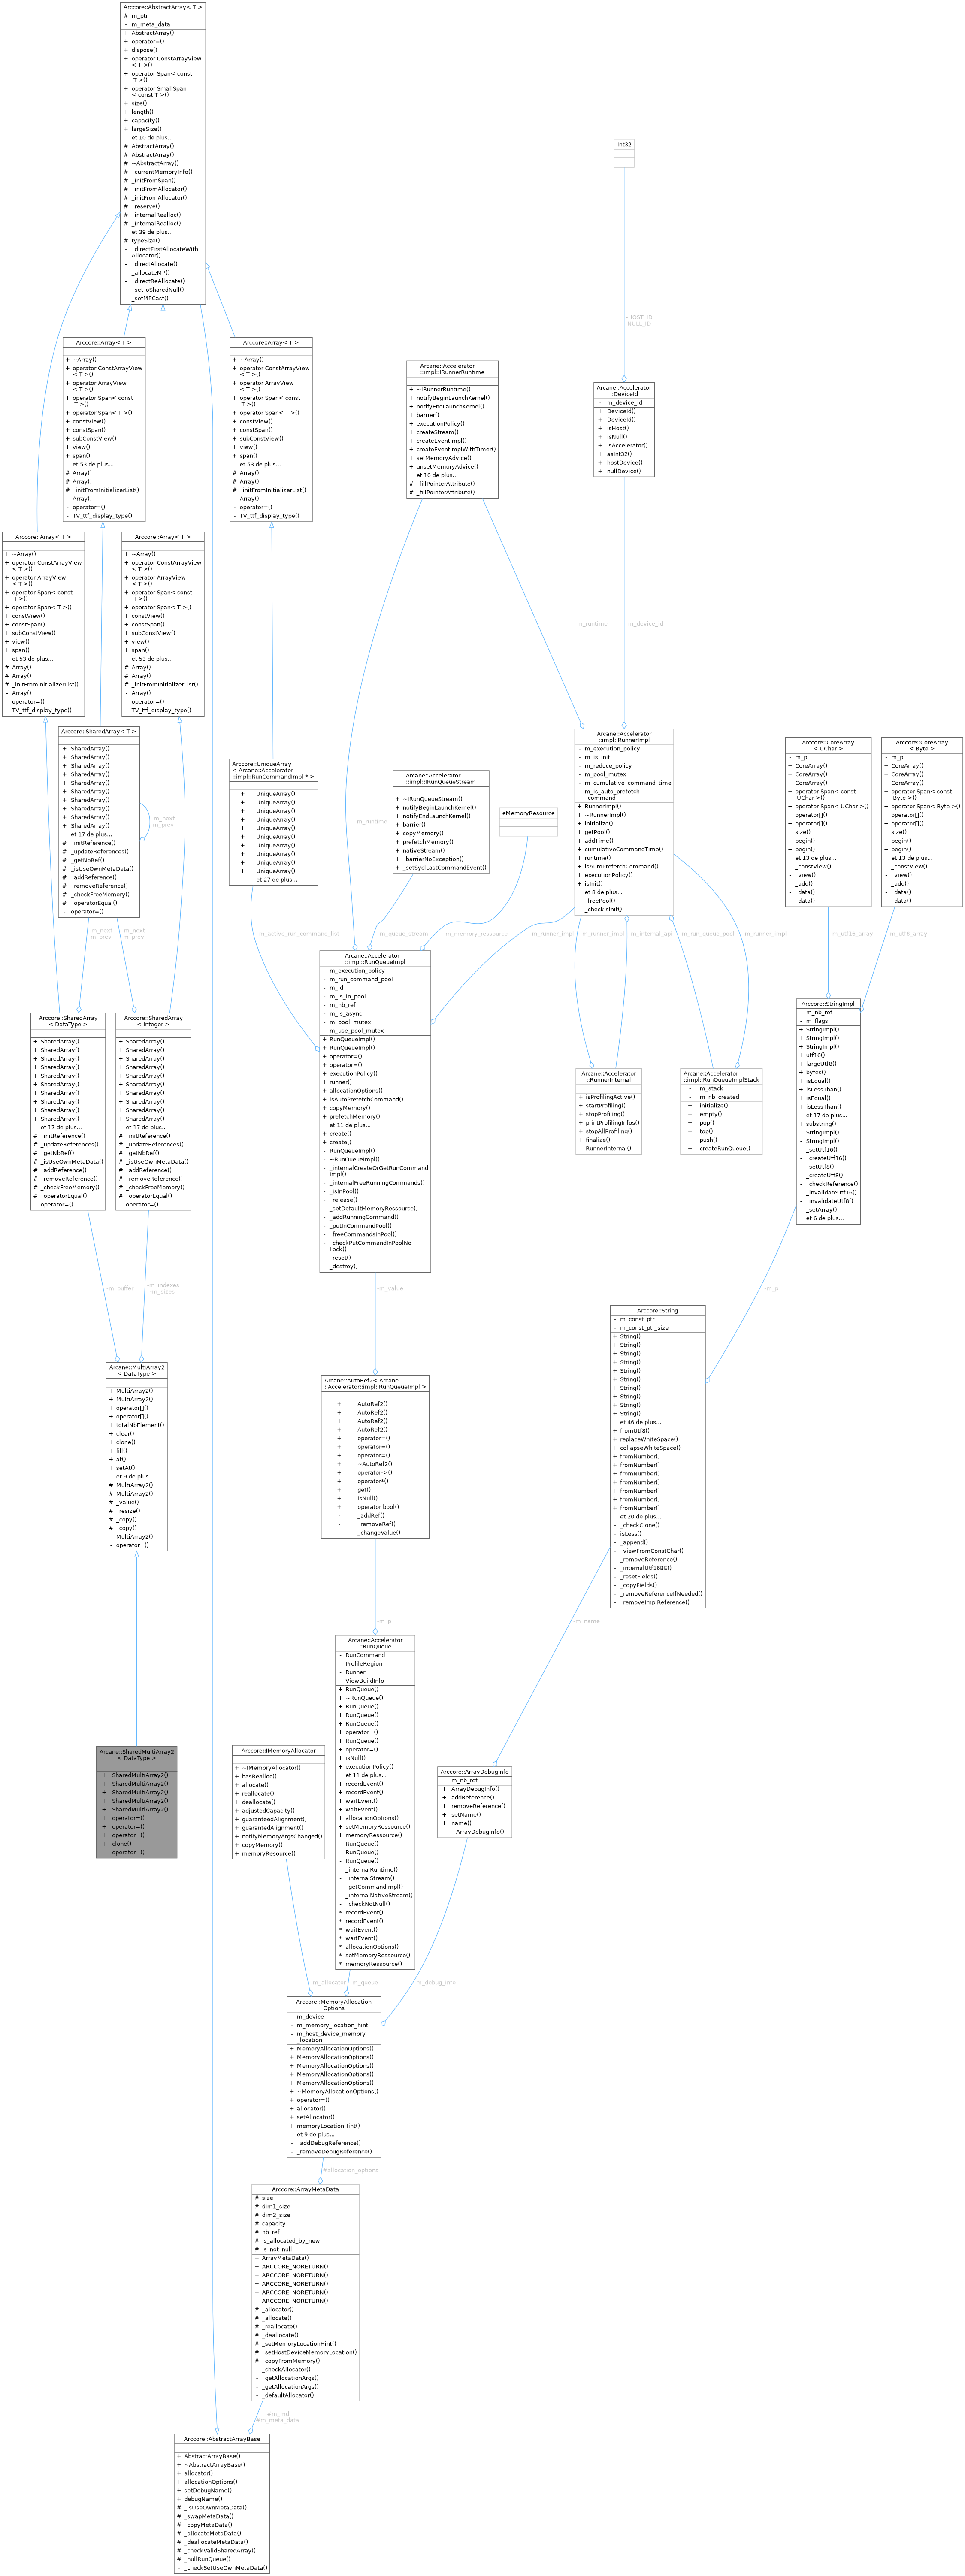 Arccore::AbstractArray< T >
# m_ptr
- m_meta_data
+ AbstractArray()
+ operator=()
+ dispose()
+ operator ConstArrayView
< T >()
+ operator Span< const
T >()
+ operator SmallSpan
< const T >()
+ size()
+ length()
+ capacity()
+ largeSize()
et 10 de plus...
# AbstractArray()
# AbstractArray()
# ~AbstractArray()
# _currentMemoryInfo()
# _initFromSpan()
# _initFromAllocator()
# _initFromAllocator()
# _reserve()
# _internalRealloc()
# _internalRealloc()
et 39 de plus...
# typeSize()
- _directFirstAllocateWith
Allocator()
- _directAllocate()
- _allocateMP()
- _directReAllocate()
- _setToSharedNull()
- _setMPCast()
Int32
-HOST_ID
-NULL_ID
Arccore::Array< T >
+ ~Array()
+ operator ConstArrayView
< T >()
+ operator ArrayView
< T >()
+ operator Span< const
T >()
+ operator Span< T >()
+ constView()
+ constSpan()
+ subConstView()
+ view()
+ span()
et 53 de plus...
# Array()
# Array()
# _initFromInitializerList()
- Array()
- operator=()
- TV_ttf_display_type()
Arccore::Array< T >
+ ~Array()
+ operator ConstArrayView
< T >()
+ operator ArrayView
< T >()
+ operator Span< const
T >()
+ operator Span< T >()
+ constView()
+ constSpan()
+ subConstView()
+ view()
+ span()
et 53 de plus...
# Array()
# Array()
# _initFromInitializerList()
- Array()
- operator=()
- TV_ttf_display_type()
Arcane::Accelerator
::impl::IRunnerRuntime
+ ~IRunnerRuntime()
+ notifyBeginLaunchKernel()
+ notifyEndLaunchKernel()
+ barrier()
+ executionPolicy()
+ createStream()
+ createEventImpl()
+ createEventImplWithTimer()
+ setMemoryAdvice()
+ unsetMemoryAdvice()
et 10 de plus...
# _fillPointerAttribute()
# _fillPointerAttribute()
Arcane::Accelerator
::DeviceId
- m_device_id
+ DeviceId()
+ DeviceId()
+ isHost()
+ isNull()
+ isAccelerator()
+ asInt32()
+ hostDevice()
+ nullDevice()
Arccore::Array< T >
+ ~Array()
+ operator ConstArrayView
< T >()
+ operator ArrayView
< T >()
+ operator Span< const
T >()
+ operator Span< T >()
+ constView()
+ constSpan()
+ subConstView()
+ view()
+ span()
et 53 de plus...
# Array()
# Array()
# _initFromInitializerList()
- Array()
- operator=()
- TV_ttf_display_type()
Arccore::Array< T >
+ ~Array()
+ operator ConstArrayView
< T >()
+ operator ArrayView
< T >()
+ operator Span< const
T >()
+ operator Span< T >()
+ constView()
+ constSpan()
+ subConstView()
+ view()
+ span()
et 53 de plus...
# Array()
# Array()
# _initFromInitializerList()
- Array()
- operator=()
- TV_ttf_display_type()
-m_runtime
-m_device_id
Arccore::SharedArray< T >
+ SharedArray()
+ SharedArray()
+ SharedArray()
+ SharedArray()
+ SharedArray()
+ SharedArray()
+ SharedArray()
+ SharedArray()
+ SharedArray()
+ SharedArray()
et 17 de plus...
# _initReference()
# _updateReferences()
# _getNbRef()
# _isUseOwnMetaData()
# _addReference()
# _removeReference()
# _checkFreeMemory()
# _operatorEqual()
- operator=()
-m_next
-m_prev
Arccore::UniqueArray
< Arcane::Accelerator
::impl::RunCommandImpl * >
+ UniqueArray()
+ UniqueArray()
+ UniqueArray()
+ UniqueArray()
+ UniqueArray()
+ UniqueArray()
+ UniqueArray()
+ UniqueArray()
+ UniqueArray()
+ UniqueArray()
et 27 de plus...
-m_runtime
Arcane::Accelerator
::impl::IRunQueueStream
+ ~IRunQueueStream()
+ notifyBeginLaunchKernel()
+ notifyEndLaunchKernel()
+ barrier()
+ copyMemory()
+ prefetchMemory()
+ nativeStream()
+ _barrierNoException()
+ _setSyclLastCommandEvent()
eMemoryResource
Arcane::Accelerator
::impl::RunnerImpl
- m_execution_policy
- m_is_init
- m_reduce_policy
- m_pool_mutex
- m_cumulative_command_time
- m_is_auto_prefetch
_command
+ RunnerImpl()
+ ~RunnerImpl()
+ initialize()
+ getPool()
+ addTime()
+ cumulativeCommandTime()
+ runtime()
+ isAutoPrefetchCommand()
+ executionPolicy()
+ isInit()
et 8 de plus...
- _freePool()
- _checkIsInit()
Arccore::CoreArray
< UChar >
- m_p
+ CoreArray()
+ CoreArray()
+ CoreArray()
+ operator Span< const
UChar >()
+ operator Span< UChar >()
+ operator[]()
+ operator[]()
+ size()
+ begin()
+ begin()
et 13 de plus...
- _constView()
- _view()
- _add()
- _data()
- _data()
Arccore::CoreArray
< Byte >
- m_p
+ CoreArray()
+ CoreArray()
+ CoreArray()
+ operator Span< const
Byte >()
+ operator Span< Byte >()
+ operator[]()
+ operator[]()
+ size()
+ begin()
+ begin()
et 13 de plus...
- _constView()
- _view()
- _add()
- _data()
- _data()
-m_next
-m_prev
-m_next
-m_prev
-m_active_run_command_list
-m_queue_stream
-m_memory_ressource
-m_runner_impl
-m_runner_impl
-m_internal_api
-m_run_queue_pool
-m_runner_impl
-m_utf16_array
-m_utf8_array
Arccore::SharedArray
< DataType >
+ SharedArray()
+ SharedArray()
+ SharedArray()
+ SharedArray()
+ SharedArray()
+ SharedArray()
+ SharedArray()
+ SharedArray()
+ SharedArray()
+ SharedArray()
et 17 de plus...
# _initReference()
# _updateReferences()
# _getNbRef()
# _isUseOwnMetaData()
# _addReference()
# _removeReference()
# _checkFreeMemory()
# _operatorEqual()
- operator=()
Arccore::SharedArray
< Integer >
+ SharedArray()
+ SharedArray()
+ SharedArray()
+ SharedArray()
+ SharedArray()
+ SharedArray()
+ SharedArray()
+ SharedArray()
+ SharedArray()
+ SharedArray()
et 17 de plus...
# _initReference()
# _updateReferences()
# _getNbRef()
# _isUseOwnMetaData()
# _addReference()
# _removeReference()
# _checkFreeMemory()
# _operatorEqual()
- operator=()
Arcane::Accelerator
::impl::RunQueueImpl
- m_execution_policy
- m_run_command_pool
- m_id
- m_is_in_pool
- m_nb_ref
- m_is_async
- m_pool_mutex
- m_use_pool_mutex
+ RunQueueImpl()
+ RunQueueImpl()
+ operator=()
+ operator=()
+ executionPolicy()
+ runner()
+ allocationOptions()
+ isAutoPrefetchCommand()
+ copyMemory()
+ prefetchMemory()
et 11 de plus...
+ create()
+ create()
- RunQueueImpl()
- ~RunQueueImpl()
- _internalCreateOrGetRunCommand
Impl()
- _internalFreeRunningCommands()
- _isInPool()
- _release()
- _setDefaultMemoryRessource()
- _addRunningCommand()
- _putInCommandPool()
- _freeCommandsInPool()
- _checkPutCommandInPoolNo
Lock()
- _reset()
- _destroy()
Arcane::Accelerator
::RunnerInternal
+ isProfilingActive()
+ startProfiling()
+ stopProfiling()
+ printProfilingInfos()
+ stopAllProfiling()
+ finalize()
- RunnerInternal()
Arcane::Accelerator
::impl::RunQueueImplStack
- m_stack
- m_nb_created
+ initialize()
+ empty()
+ pop()
+ top()
+ push()
+ createRunQueue()
Arccore::StringImpl
- m_nb_ref
- m_flags
+ StringImpl()
+ StringImpl()
+ StringImpl()
+ utf16()
+ largeUtf8()
+ bytes()
+ isEqual()
+ isLessThan()
+ isEqual()
+ isLessThan()
et 17 de plus...
+ substring()
- StringImpl()
- StringImpl()
- _setUtf16()
- _createUtf16()
- _setUtf8()
- _createUtf8()
- _checkReference()
- _invalidateUtf16()
- _invalidateUtf8()
- _setArray()
et 6 de plus...
-m_buffer
-m_indexes
-m_sizes
-m_value
-m_p
Arcane::MultiArray2
< DataType >
+ MultiArray2()
+ MultiArray2()
+ operator[]()
+ operator[]()
+ totalNbElement()
+ clear()
+ clone()
+ fill()
+ at()
+ setAt()
et 9 de plus...
# MultiArray2()
# MultiArray2()
# _value()
# _resize()
# _copy()
# _copy()
- MultiArray2()
- operator=()
Arcane::AutoRef2< Arcane
::Accelerator::impl::RunQueueImpl >
+ AutoRef2()
+ AutoRef2()
+ AutoRef2()
+ AutoRef2()
+ operator=()
+ operator=()
+ operator=()
+ ~AutoRef2()
+ operator->()
+ operator*()
+ get()
+ isNull()
+ operator bool()
- _addRef()
- _removeRef()
- _changeValue()
Arccore::String
- m_const_ptr
- m_const_ptr_size
+ String()
+ String()
+ String()
+ String()
+ String()
+ String()
+ String()
+ String()
+ String()
+ String()
et 46 de plus...
+ fromUtf8()
+ replaceWhiteSpace()
+ collapseWhiteSpace()
+ fromNumber()
+ fromNumber()
+ fromNumber()
+ fromNumber()
+ fromNumber()
+ fromNumber()
+ fromNumber()
et 20 de plus...
- _checkClone()
- isLess()
- _append()
- _viewFromConstChar()
- _removeReference()
- _internalUtf16BE()
- _resetFields()
- _copyFields()
- _removeReferenceIfNeeded()
- _removeImplReference()
-m_p
-m_name
Arcane::SharedMultiArray2
< DataType >
+ SharedMultiArray2()
+ SharedMultiArray2()
+ SharedMultiArray2()
+ SharedMultiArray2()
+ SharedMultiArray2()
+ operator=()
+ operator=()
+ operator=()
+ clone()
- operator=()
Arccore::IMemoryAllocator
+ ~IMemoryAllocator()
+ hasRealloc()
+ allocate()
+ reallocate()
+ deallocate()
+ adjustedCapacity()
+ guaranteedAlignment()
+ guarantedAlignment()
+ notifyMemoryArgsChanged()
+ copyMemory()
+ memoryResource()
Arcane::Accelerator
::RunQueue
- RunCommand
- ProfileRegion
- Runner
- ViewBuildInfo
+ RunQueue()
+ ~RunQueue()
+ RunQueue()
+ RunQueue()
+ RunQueue()
+ operator=()
+ RunQueue()
+ operator=()
+ isNull()
+ executionPolicy()
et 11 de plus...
+ recordEvent()
+ recordEvent()
+ waitEvent()
+ waitEvent()
+ allocationOptions()
+ setMemoryRessource()
+ memoryRessource()
- RunQueue()
- RunQueue()
- RunQueue()
- _internalRuntime()
- _internalStream()
- _getCommandImpl()
- _internalNativeStream()
- _checkNotNull()
* recordEvent()
* recordEvent()
* waitEvent()
* waitEvent()
* allocationOptions()
* setMemoryRessource()
* memoryRessource()
Arccore::ArrayDebugInfo
- m_nb_ref
+ ArrayDebugInfo()
+ addReference()
+ removeReference()
+ setName()
+ name()
- ~ArrayDebugInfo()
-m_allocator
-m_queue
-m_debug_info
Arccore::MemoryAllocation
Options
- m_device
- m_memory_location_hint
- m_host_device_memory
_location
+ MemoryAllocationOptions()
+ MemoryAllocationOptions()
+ MemoryAllocationOptions()
+ MemoryAllocationOptions()
+ MemoryAllocationOptions()
+ ~MemoryAllocationOptions()
+ operator=()
+ allocator()
+ setAllocator()
+ memoryLocationHint()
et 9 de plus...
- _addDebugReference()
- _removeDebugReference()
#allocation_options
Arccore::ArrayMetaData
# size
# dim1_size
# dim2_size
# capacity
# nb_ref
# is_allocated_by_new
# is_not_null
+ ArrayMetaData()
+ ARCCORE_NORETURN()
+ ARCCORE_NORETURN()
+ ARCCORE_NORETURN()
+ ARCCORE_NORETURN()
+ ARCCORE_NORETURN()
# _allocator()
# _allocate()
# _reallocate()
# _deallocate()
# _setMemoryLocationHint()
# _setHostDeviceMemoryLocation()
# _copyFromMemory()
- _checkAllocator()
- _getAllocationArgs()
- _getAllocationArgs()
- _defaultAllocator()
#m_md
#m_meta_data
Arccore::AbstractArrayBase
+ AbstractArrayBase()
+ ~AbstractArrayBase()
+ allocator()
+ allocationOptions()
+ setDebugName()
+ debugName()
# _isUseOwnMetaData()
# _swapMetaData()
# _copyMetaData()
# _allocateMetaData()
# _deallocateMetaData()
# _checkValidSharedArray()
# _nullRunQueue()
- _checkSetUseOwnMetaData()